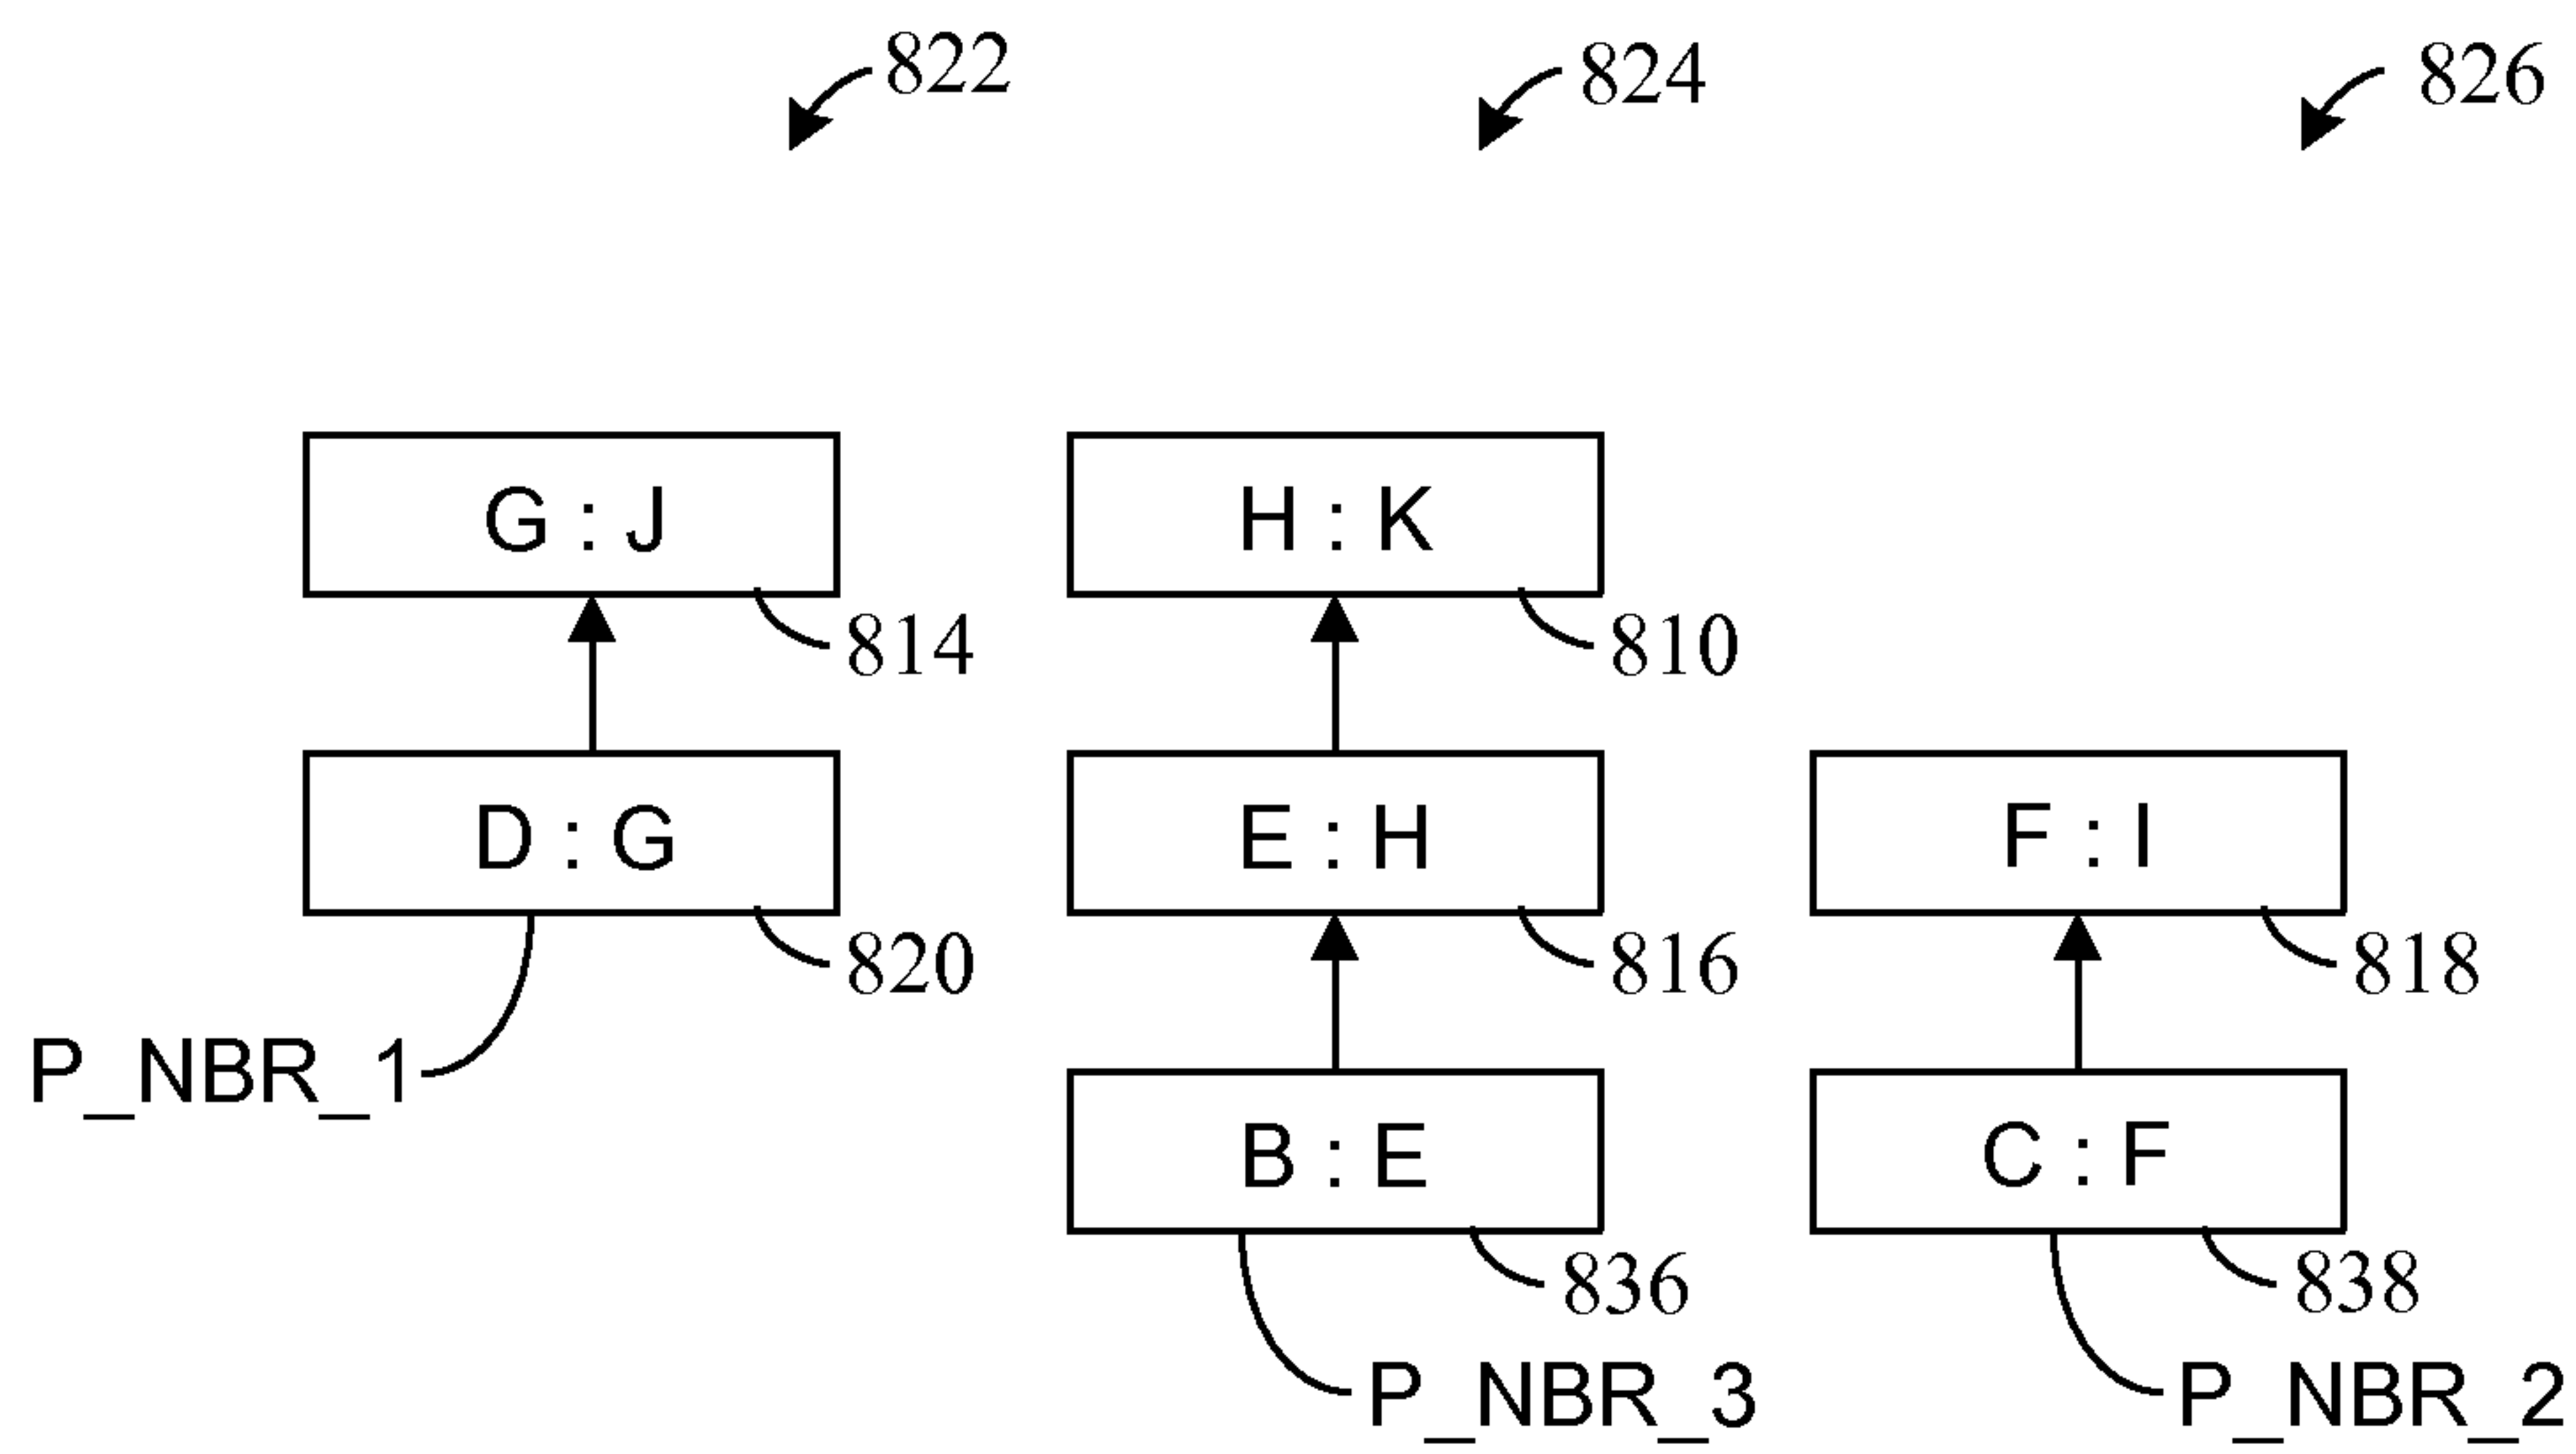 822 824 826
G : J H : K
814 810
D : G E : H F : I
820 816 818
P_NBR_1
B : E C : F
836 838
P_NBR_3 P_NBR_2